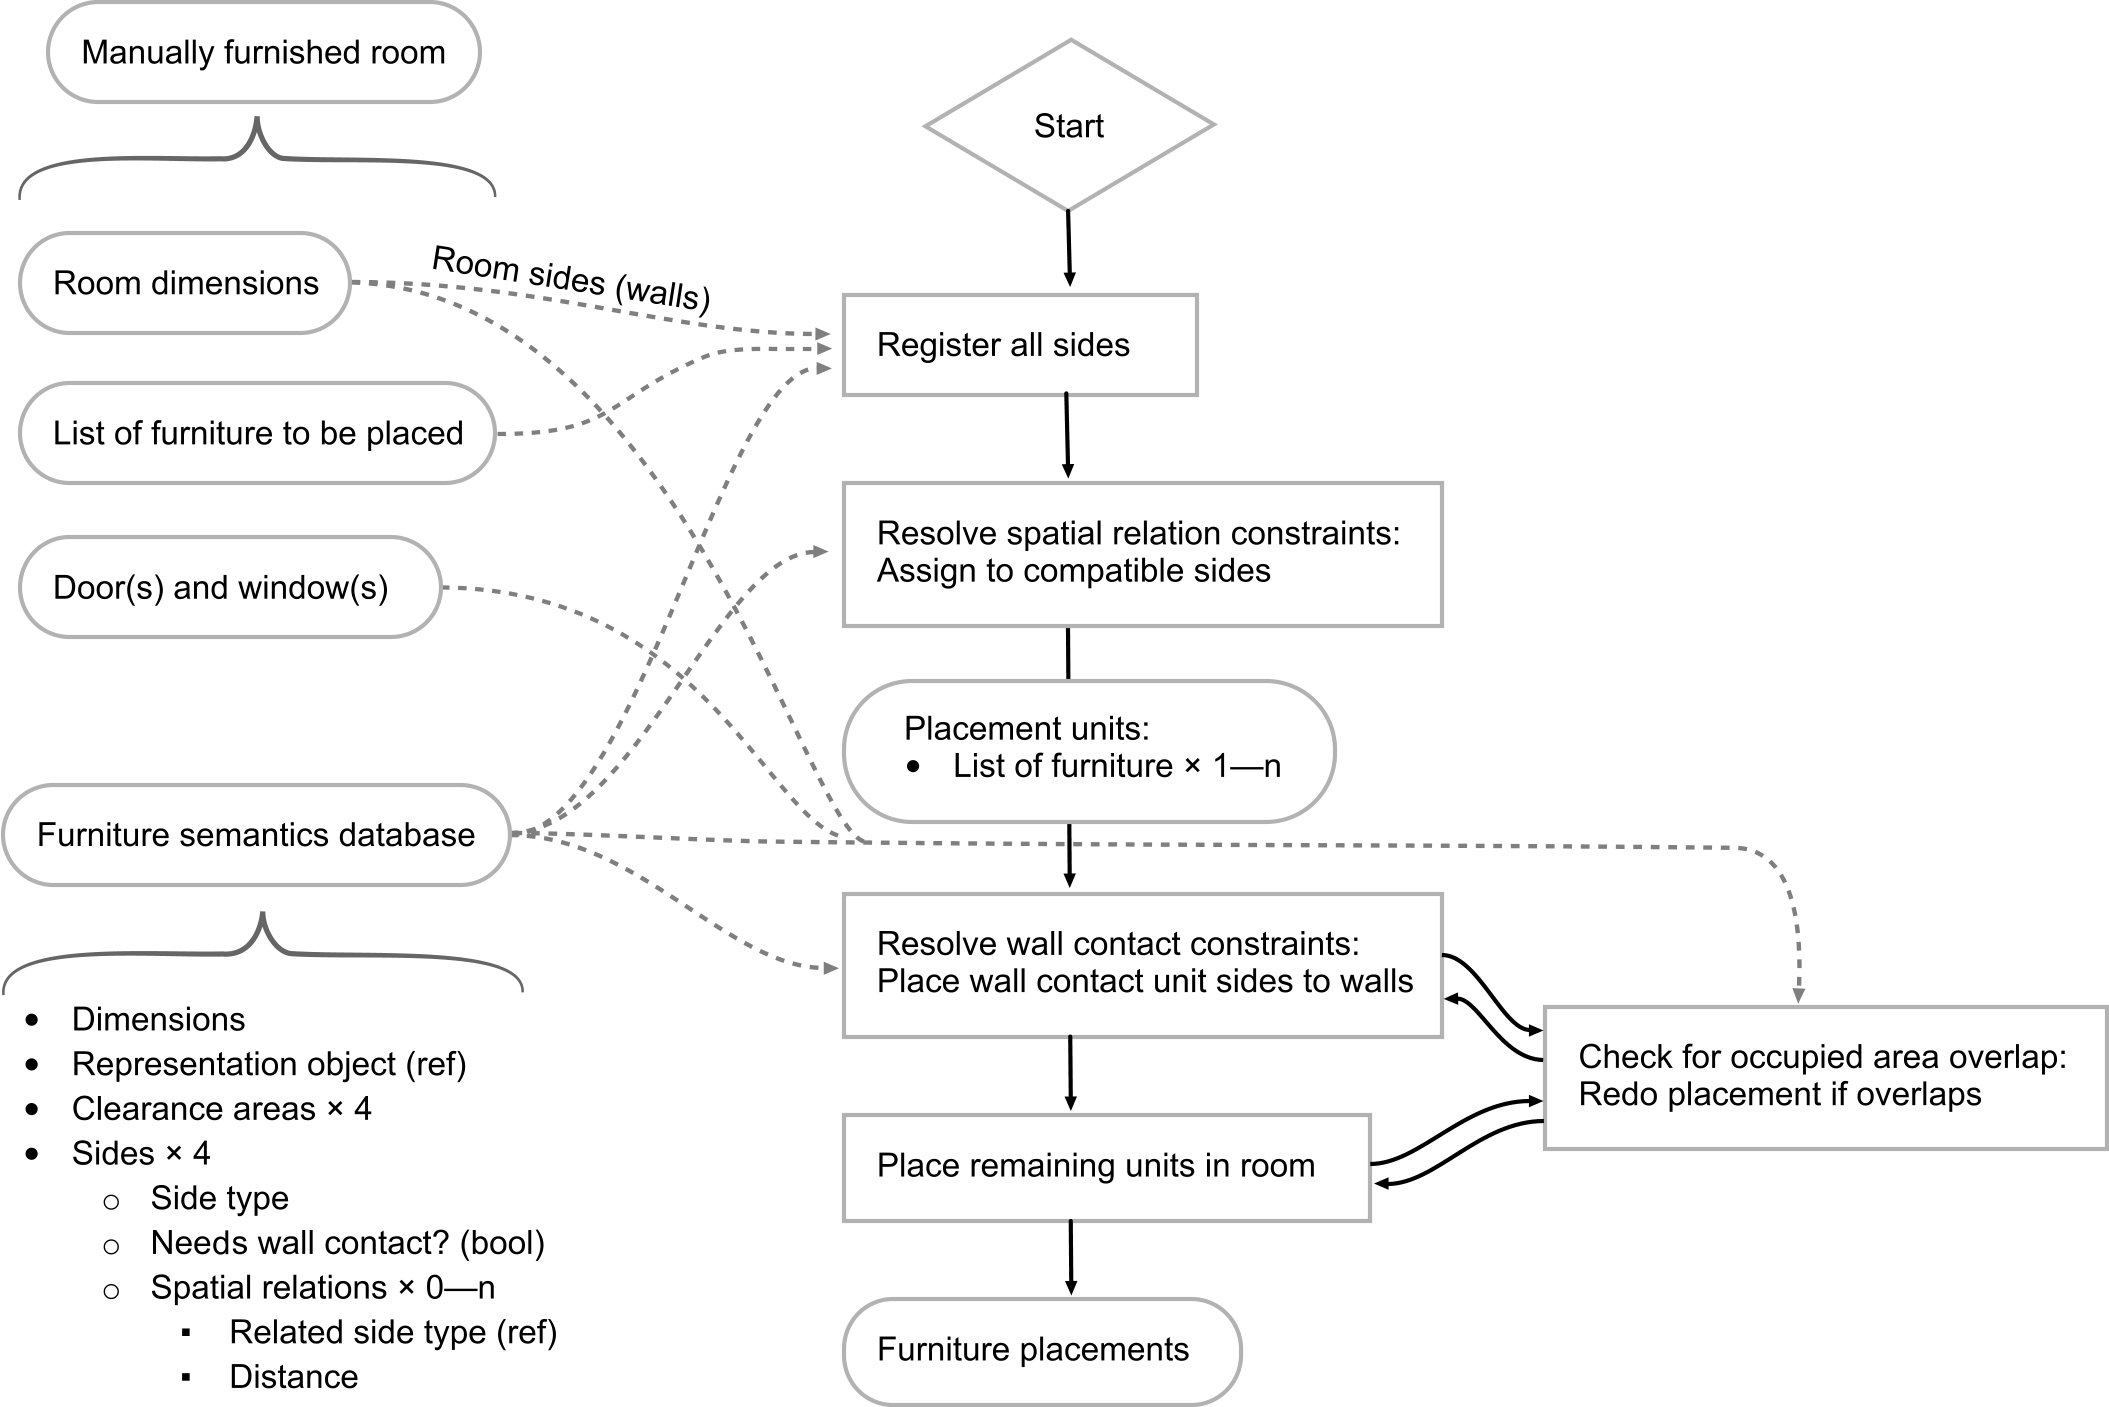 Manually furnished room
Room dimensions
List of furniture to be placed
Door(s) and window(s)
Furniture semantics database
• Dimensions
• Representation object (ref)
• Clearance areas × 4
• Sides × 4
○ Side type
○ Needs wall contact? (bool)
○ Spatial relations × 0—n
▪ Related side type (ref)
▪ Distance
Room sides (walls)
Start
Register all sides
Resolve spatial relation constraints:
Assign to compatible sides
Placement units:
• List of furniture × 1—n
Resolve wall contact constraints:
Place wall contact unit sides to walls
Check for occupied area overlap:
Redo placement if overlaps
Place remaining units in room
Furniture placements